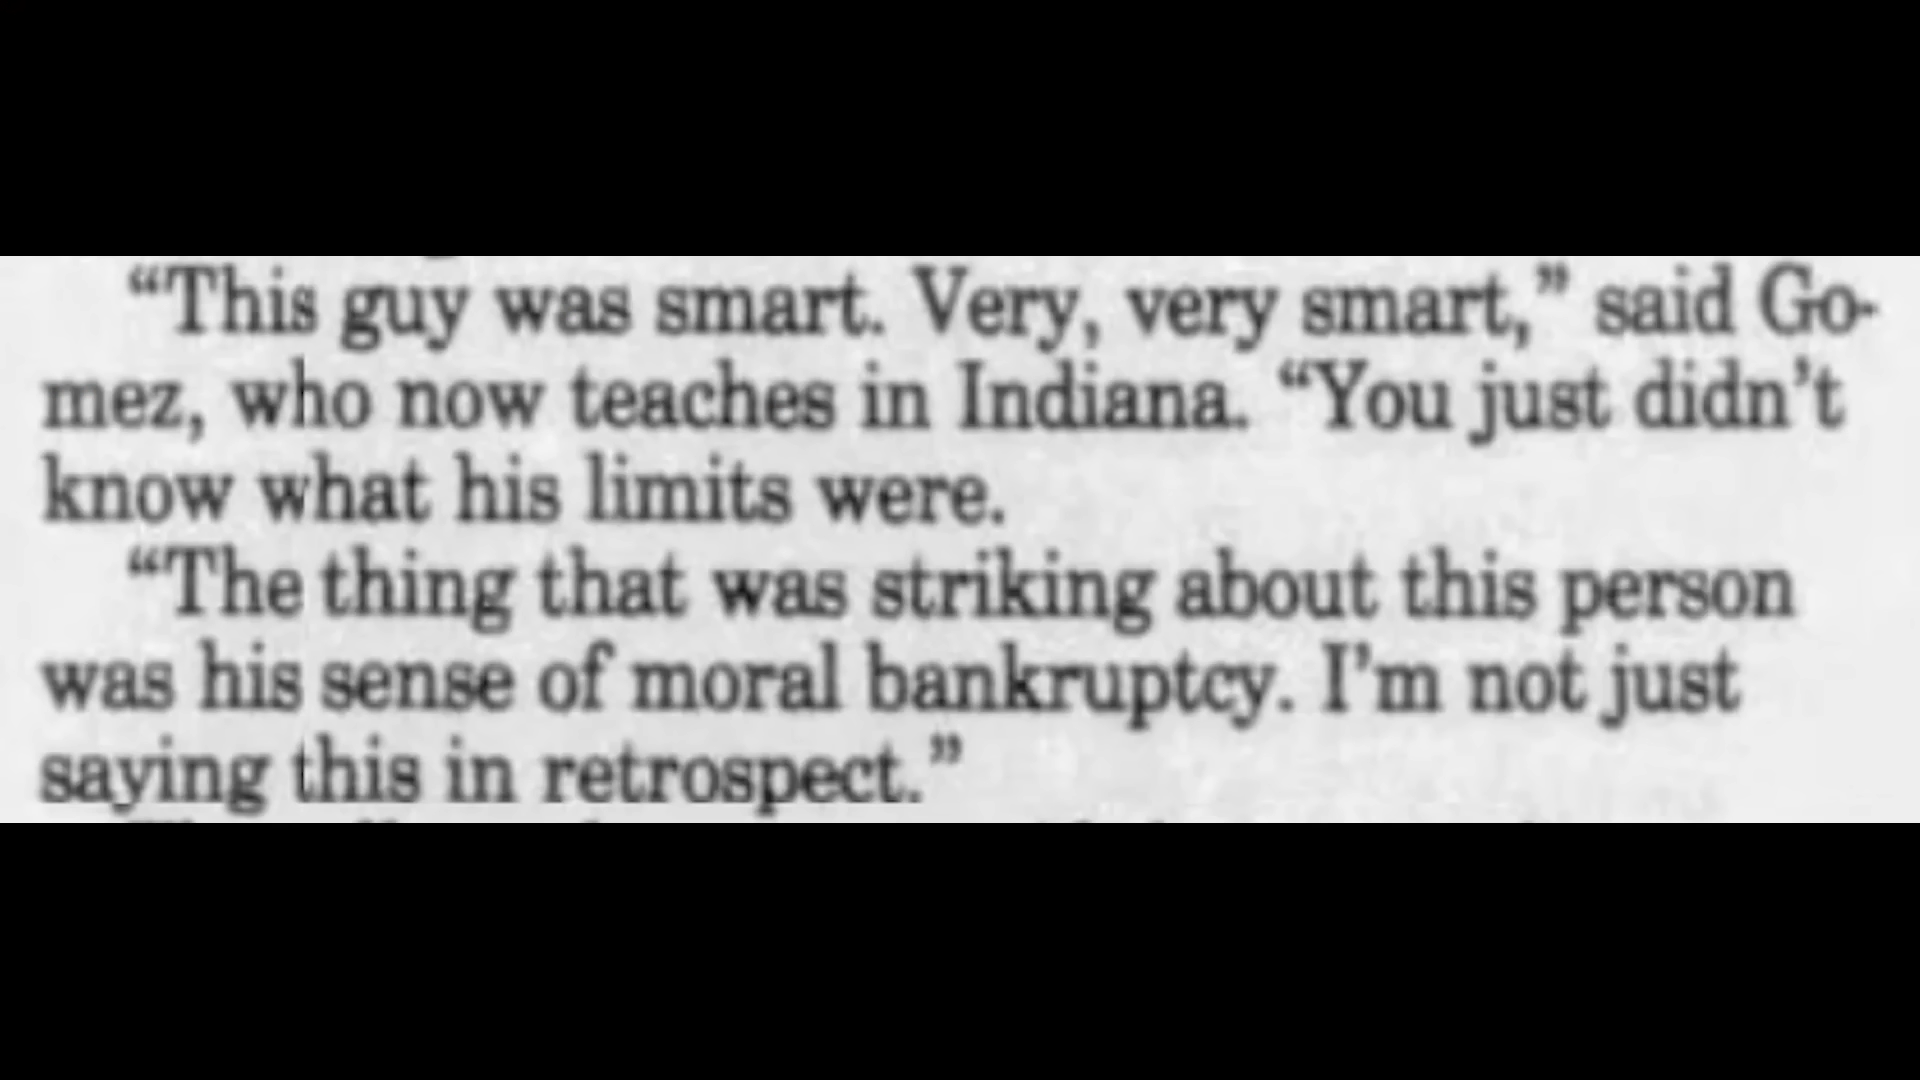 “This guy was smart. Very, very smart,” said Go-
mez, who now teaches in Indiana. “You just didn’t
know what his limits were.
“The thing that was striking about this person
was his sense of moral bankruptcy. I’m not just
saying this in retrospect.”